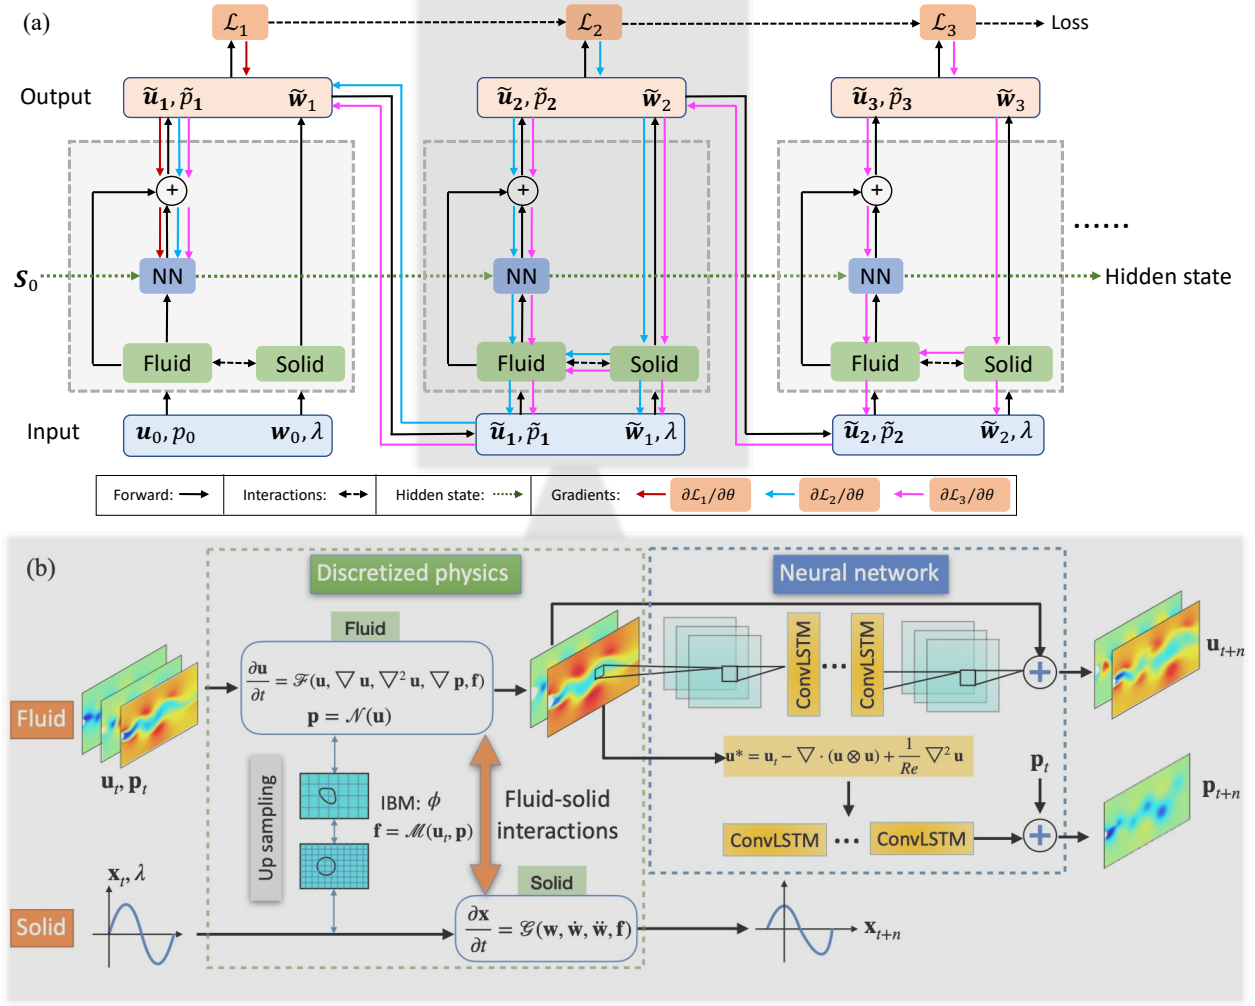 (a)
ℒ₁
ℒ₂
ℒ₃
Loss
Output
ũ₁, p̃₁ w̃₁
ũ₂, p̃₂ w̃₂
ũ₃, p̃₃ w̃₃
+
+
+
......
S₀
NN
NN
NN
Hidden state
Fluid
Solid
Fluid
Solid
Fluid
Solid
Input
u₀, p₀ w₀, λ
ũ₁, p̃₁ w̃₁, λ
ũ₂, p̃₂ w̃₂, λ
Forward:
Interactions:
Hidden state:
Gradients:
∂ℒ₁/∂θ
∂ℒ₂/∂θ
∂ℒ₃/∂θ
(b)
Discretized physics
Neural network
Fluid
∂u/∂t = ℱ(u, ▽ u, ▽² u, ▽ p, f)
p = 𝒩(u)
ConvLSTM
...
ConvLSTM
+
u_{t+n}
Fluid
u_t, p_t
u* = u_t − ▽ · (u ⊗ u) + 1/Re ▽² u
p_t
p_{t+n}
Up sampling
IBM: ϕ
f = ℳ(u_t, p)
Fluid-solid
interactions
ConvLSTM
...
ConvLSTM
+
x_t, λ
Solid
Solid
∂x/∂t = 𝒢(w, ẇ, ẅ, f)
x_{t+n}